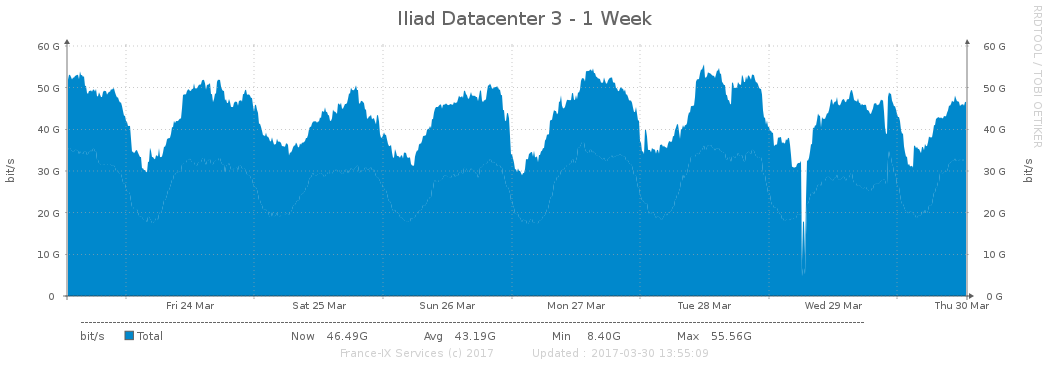 Iliad Datacenter 3 - 1 Week
RRDTOOL / TOBI OETIKER
60 G 60 G
50 G 50 G
40 G 40 G
30 G 30 G
20 G 20 G
10 G 10 G
0 0 G
bit/s bit/s
Fri 24 Mar Sat 25 Mar Sun 26 Mar Mon 27 Mar Tue 28 Mar Wed 29 Mar Thu 30 Mar
bit/s Total Now 46.49G Avg 43.19G Min 8.40G Max 55.56G
France-IX Services (c) 2017 Updated : 2017-03-30 13:55:09